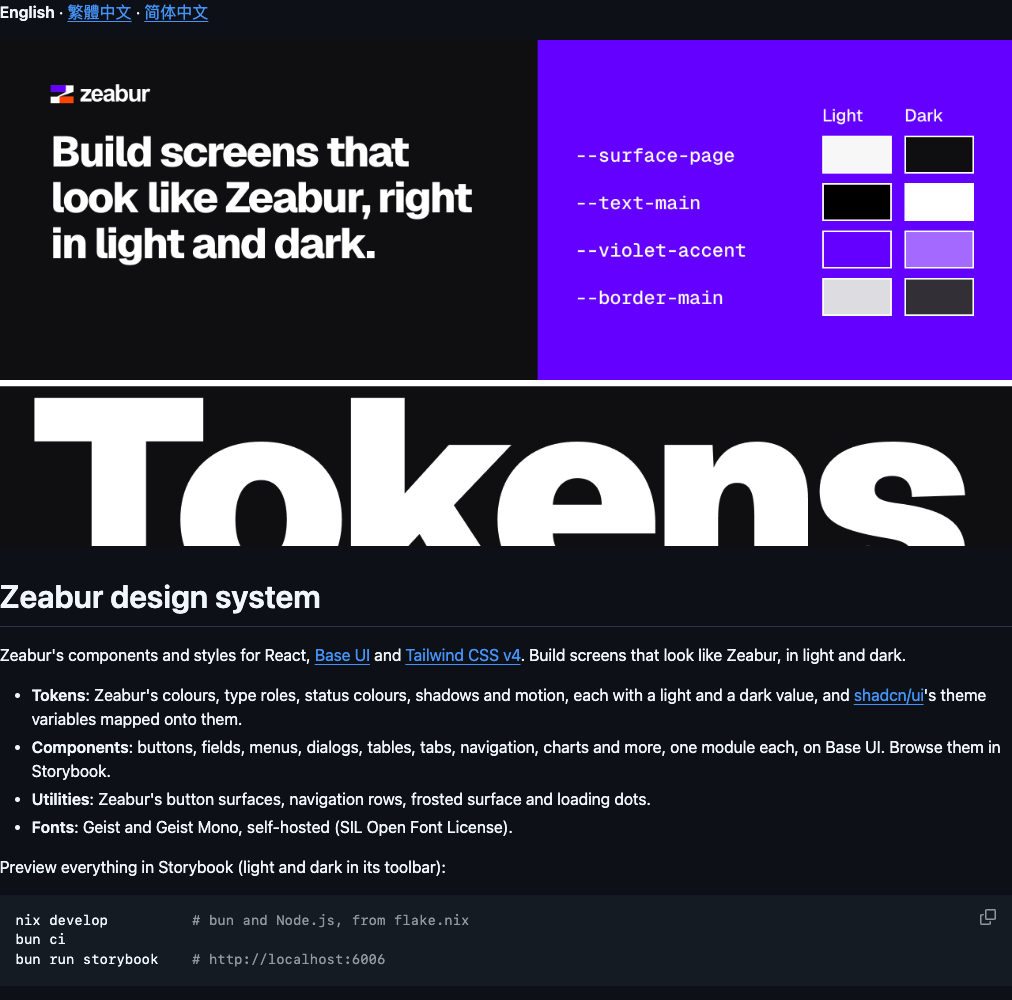 English · 繁體中文 · 简体中文
zeabur
Build screens that
look like Zeabur, right
in light and dark.
Light Dark
--surface-page
--text-main
--violet-accent
--border-main
Tokens
Zeabur design system
Zeabur's components and styles for React, Base UI and Tailwind CSS v4. Build screens that look like Zeabur, in light and dark.
• Tokens: Zeabur's colours, type roles, status colours, shadows and motion, each with a light and a dark value, and shadcn/ui's theme
variables mapped onto them.
• Components: buttons, fields, menus, dialogs, tables, tabs, navigation, charts and more, one module each, on Base UI. Browse them in
Storybook.
• Utilities: Zeabur's button surfaces, navigation rows, frosted surface and loading dots.
• Fonts: Geist and Geist Mono, self-hosted (SIL Open Font License).
Preview everything in Storybook (light and dark in its toolbar):
nix develop # bun and Node.js, from flake.nix
bun ci
bun run storybook # http://localhost:6006